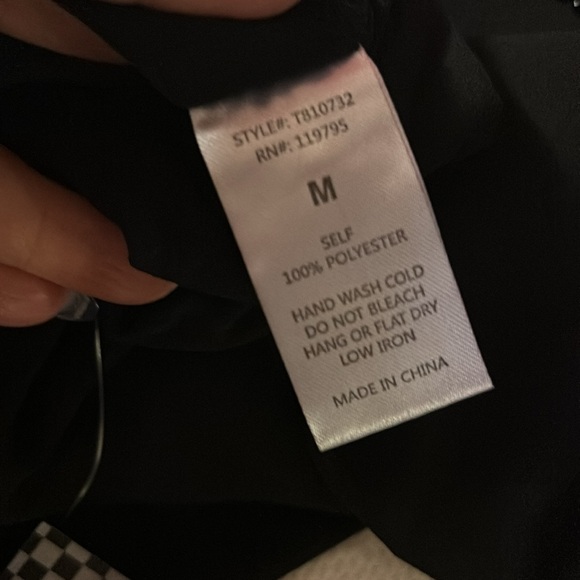 STYLE#: T810732
RN#: 119795
M
SELF
100% POLYESTER
HAND WASH COLD
DO NOT BLEACH
HANG OR FLAT DRY
LOW IRON
MADE IN CHINA